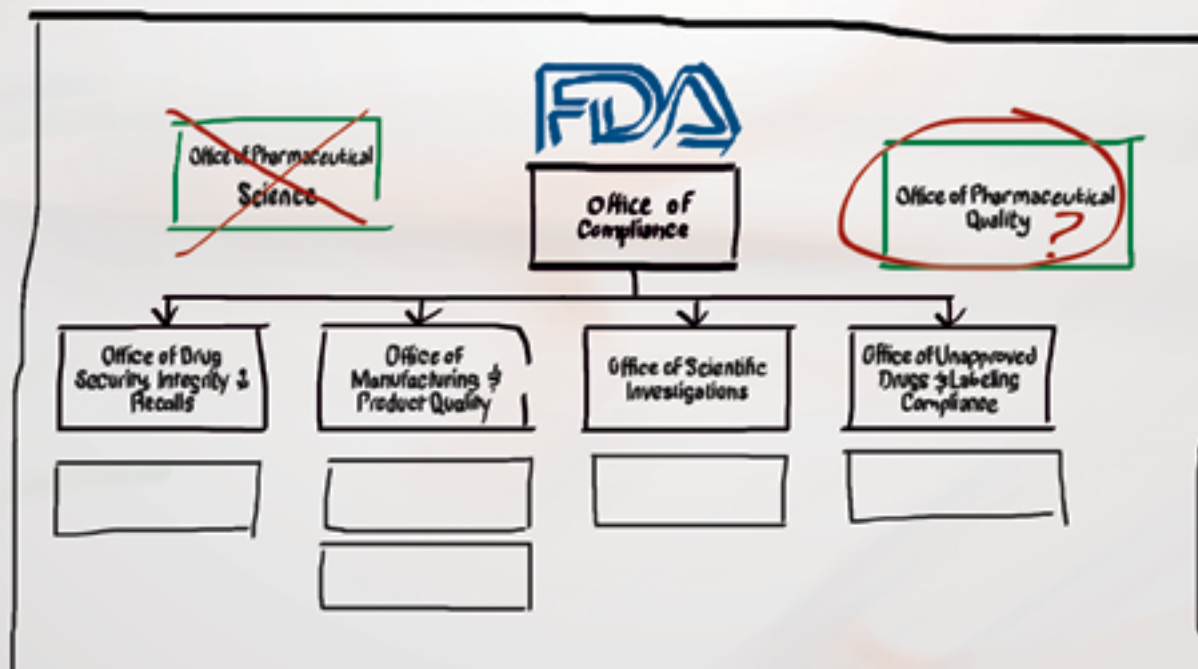 FDA
Office of Pharmaceutical
Science
Office of
Compliance
Office of Pharmaceutical
Quality
?
Office of Drug
Security, Integrity &
Recalls
Office of
Manufacturing &
Product Quality
Office of Scientific
Investigations
Office of Unapproved
Drugs & Labeling
Compliance